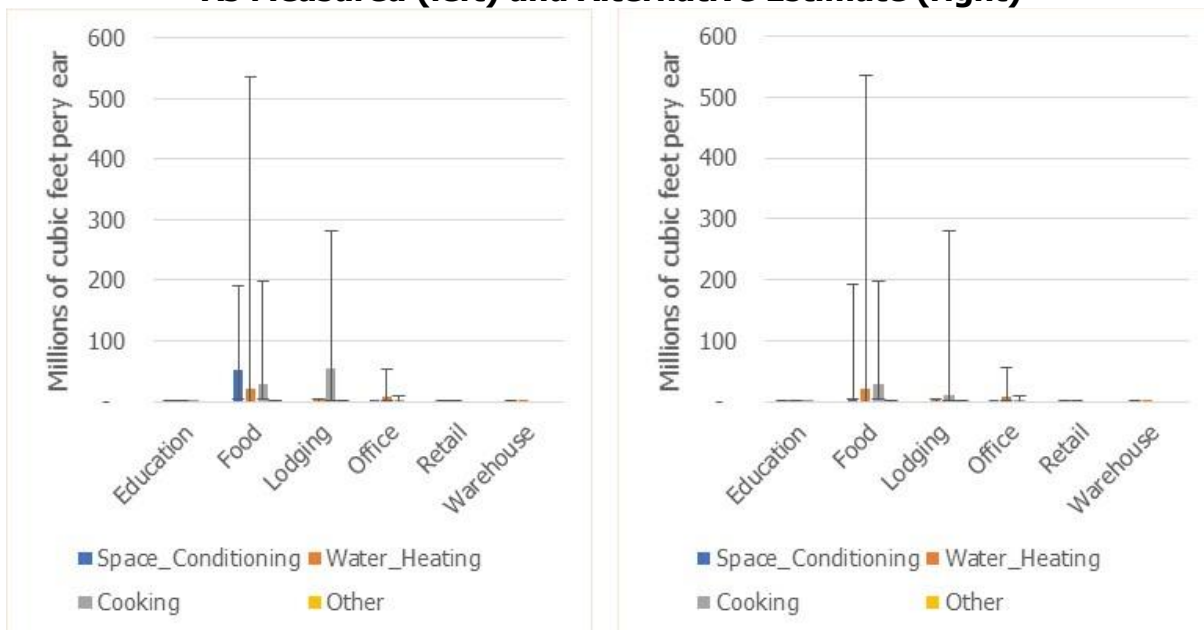 As Measured (left) and Alternative Estimate (right)
Millions of cubic feet pery ear
600
500
400
300
200
100
-
Education
Food
Lodging
Office
Retail
Warehouse
Space_Conditioning
Water_Heating
Cooking
Other
Millions of cubic feet pery ear
600
500
400
300
200
100
-
Education
Food
Lodging
Office
Retail
Warehouse
Space_Conditioning
Water_Heating
Cooking
Other